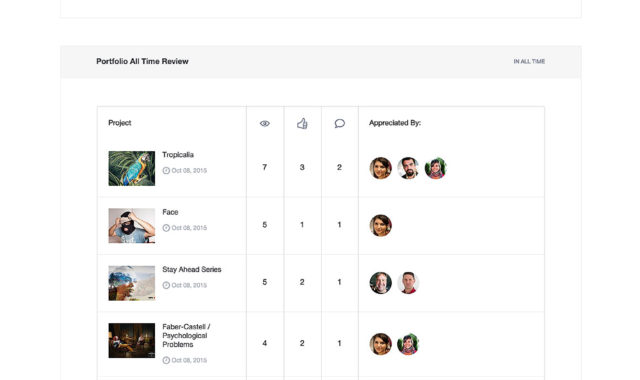 Portfolio All Time Review
IN ALL TIME
Project
Appreciated By:
Tropicalia
Oct 08, 2015
7
3
2
Face
Oct 08, 2015
5
1
1
Stay Ahead Series
Oct 08, 2015
5
2
1
Faber-Castell /
Psychological
Problems
Oct 08, 2015
4
2
1